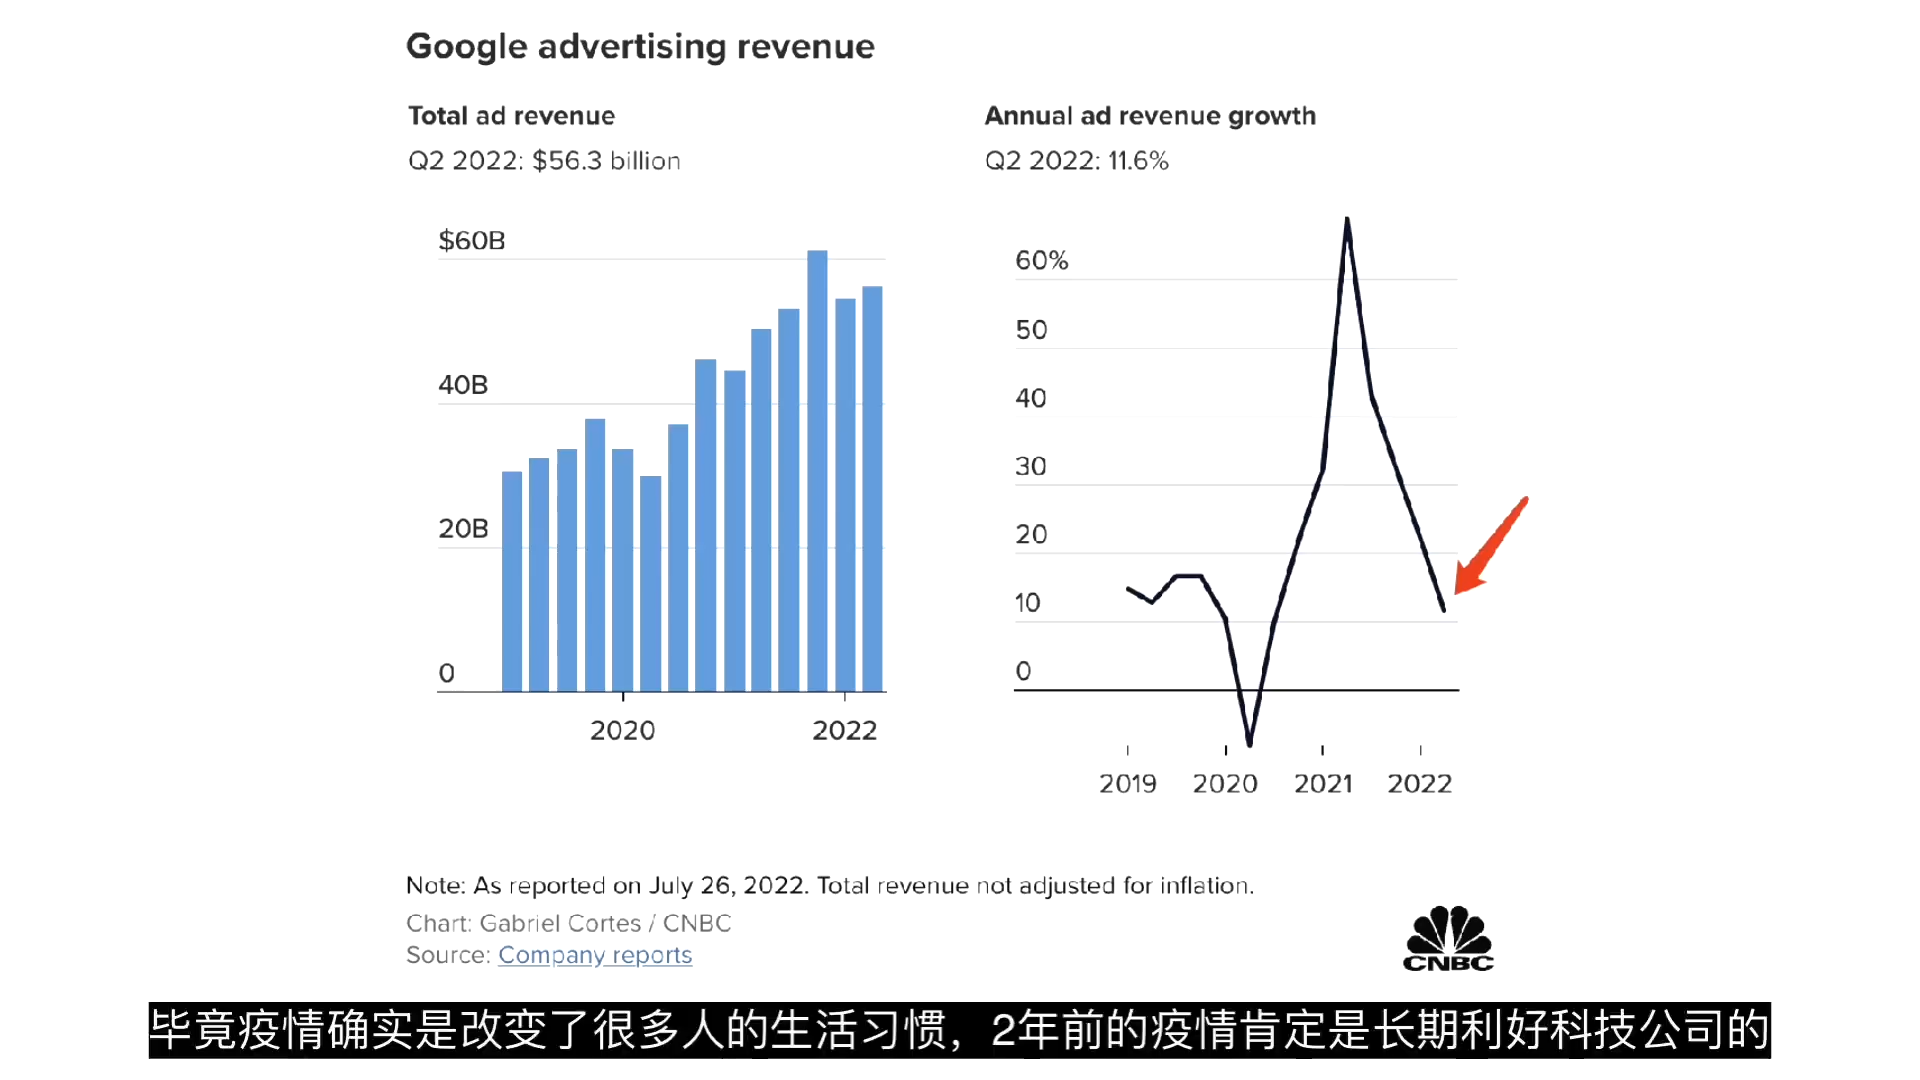 Google advertising revenue
Total ad revenue
Q2 2022: $56.3 billion
$60B
40B
20B
0
2020
2022
Annual ad revenue growth
Q2 2022: 11.6%
60%
50
40
30
20
10
0
2019
2020
2021
2022
Note: As reported on July 26, 2022. Total revenue not adjusted for inflation.
Chart: Gabriel Cortes / CNBC
Source: Company reports
CNBC
毕竟疫情确实是改变了很多人的生活习惯，2年前的疫情肯定是长期利好科技公司的